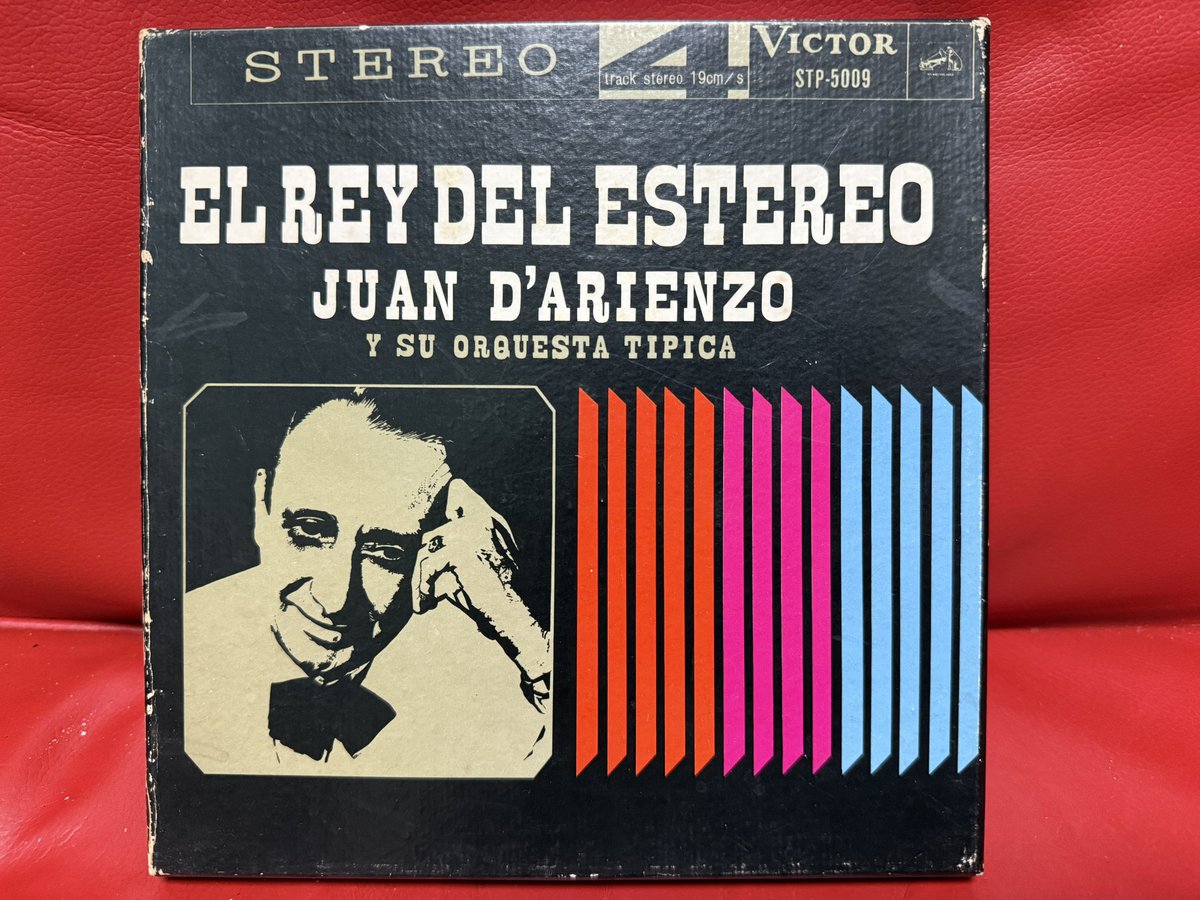 STEREO
4
track stereo 19cm/s
VICTOR
STP-5009
EL REY DEL ESTEREO
JUAN D'ARIENZO
Y SU ORQUESTA TIPICA